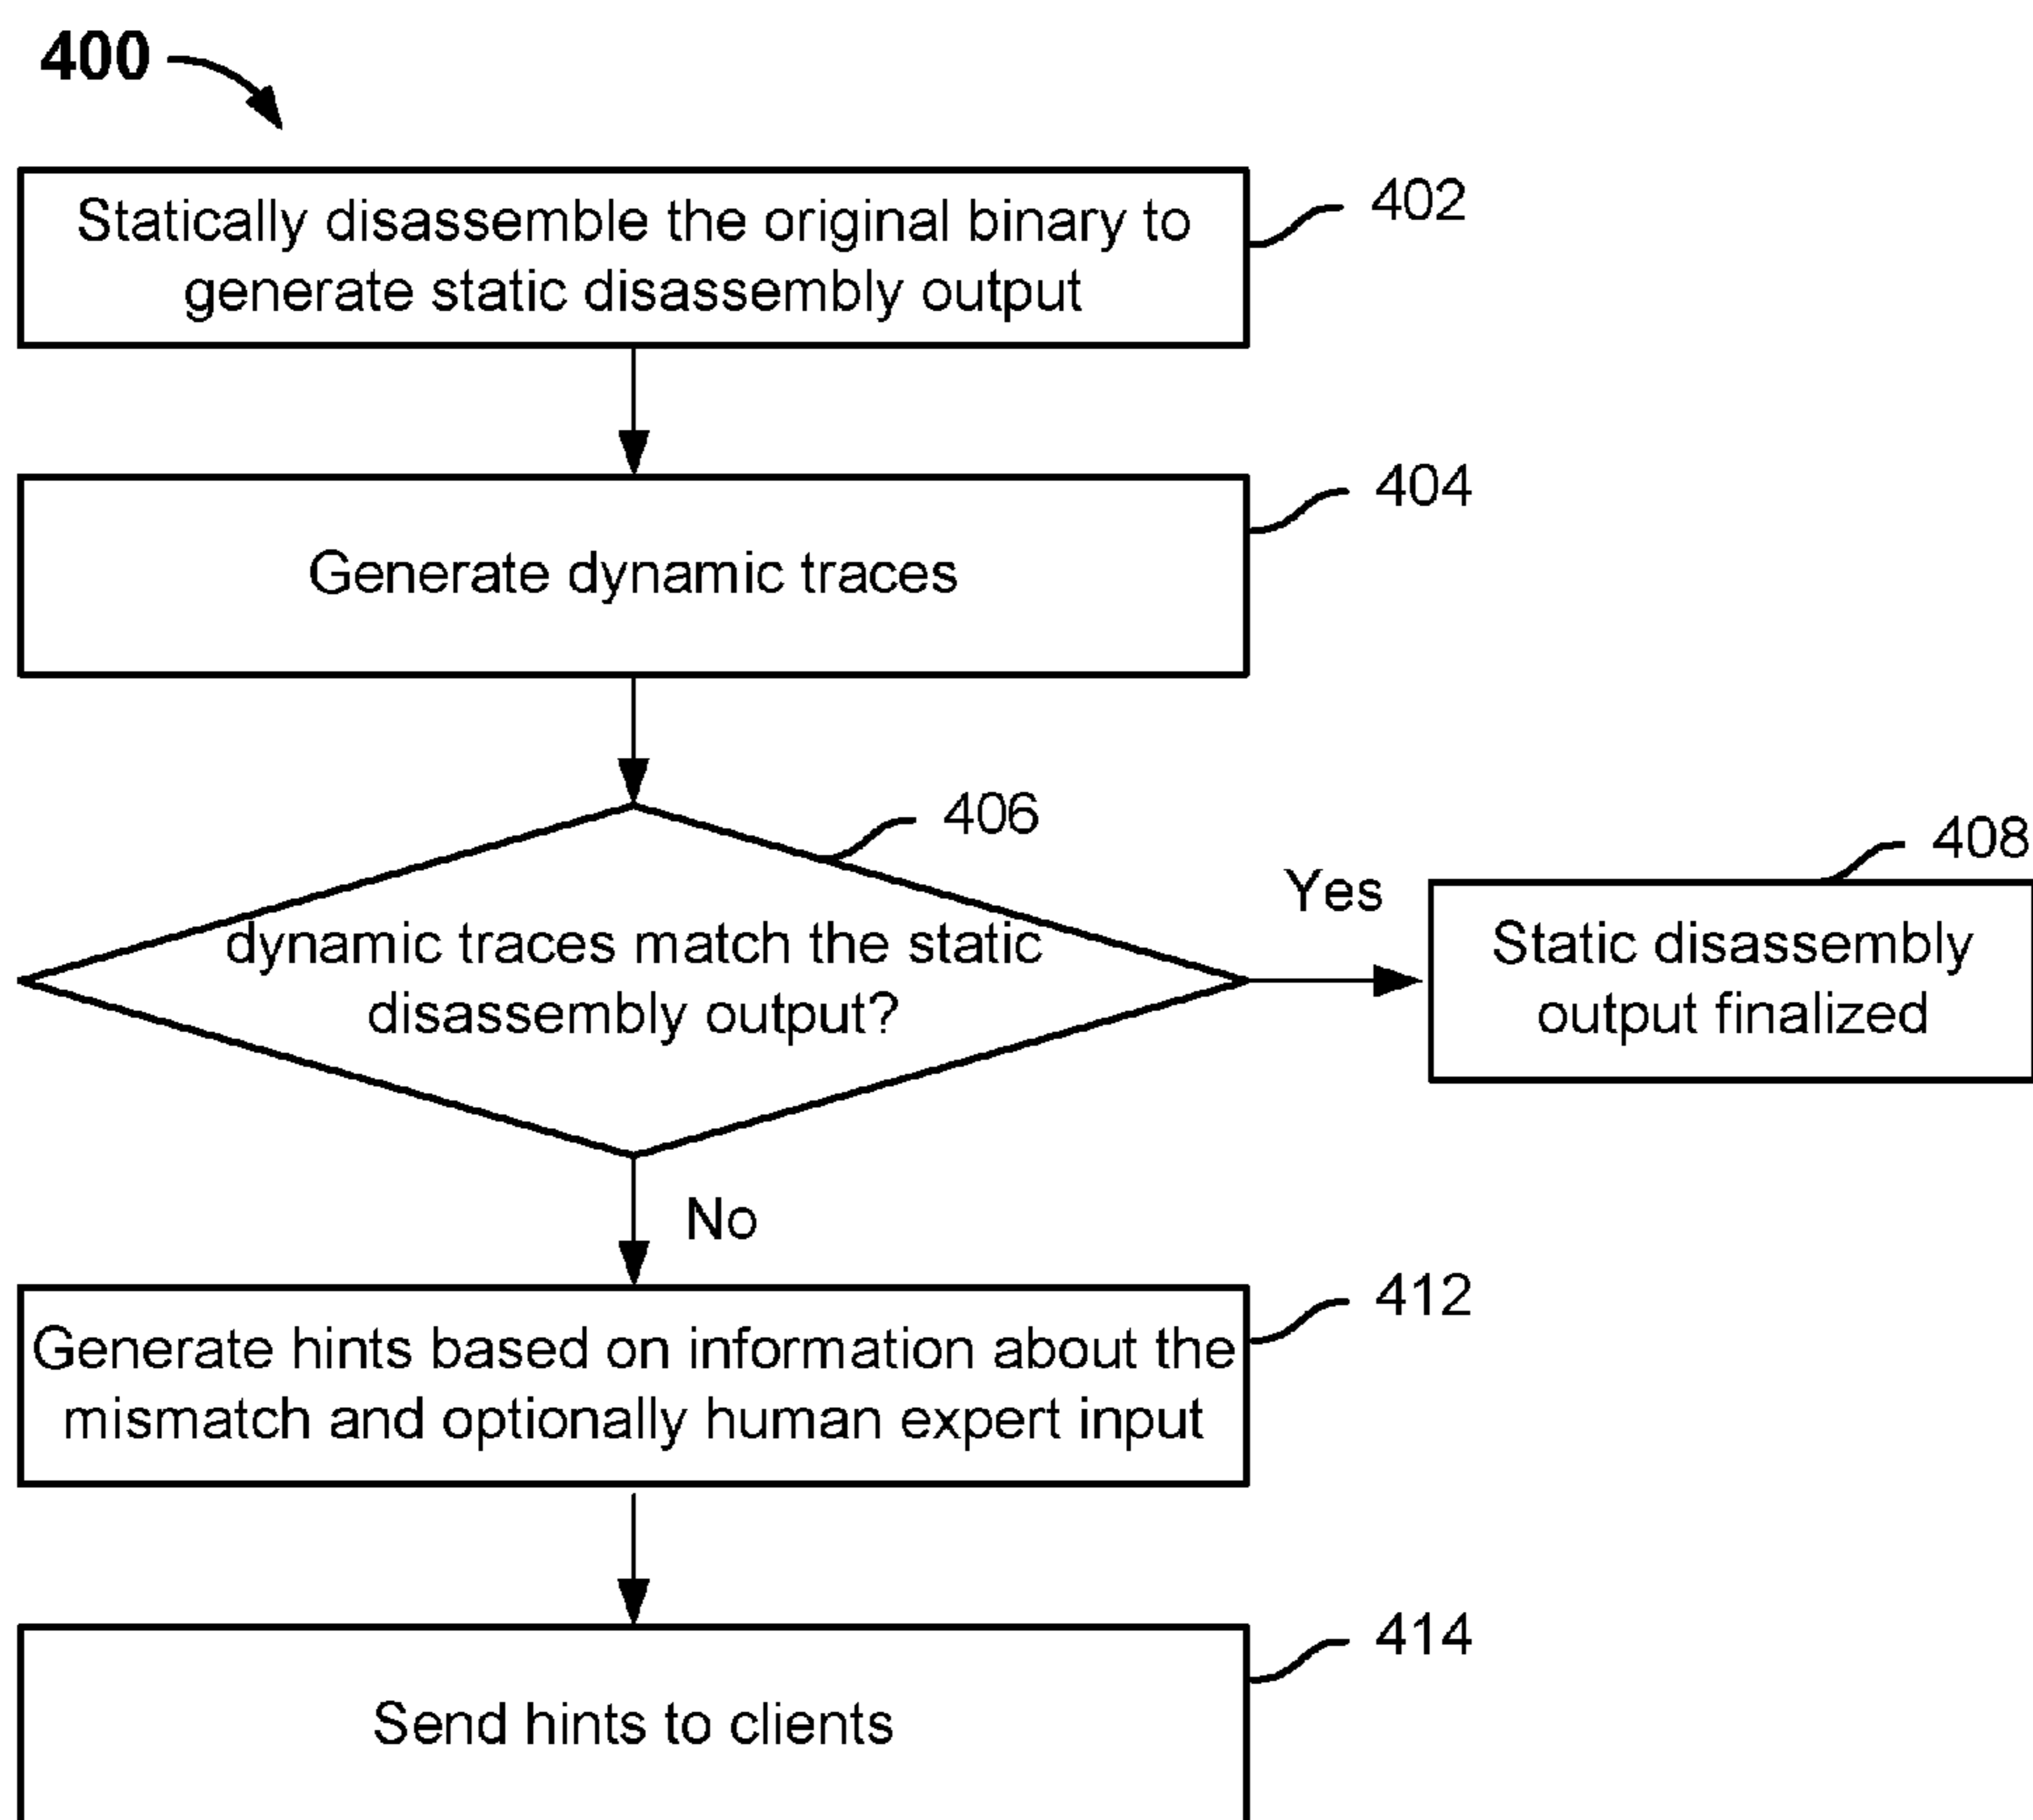 400
Statically disassemble the original binary to
generate static disassembly output
402
Generate dynamic traces
404
406
dynamic traces match the static
disassembly output?
Yes
408
Static disassembly
output finalized
No
Generate hints based on information about the
mismatch and optionally human expert input
412
Send hints to clients
414